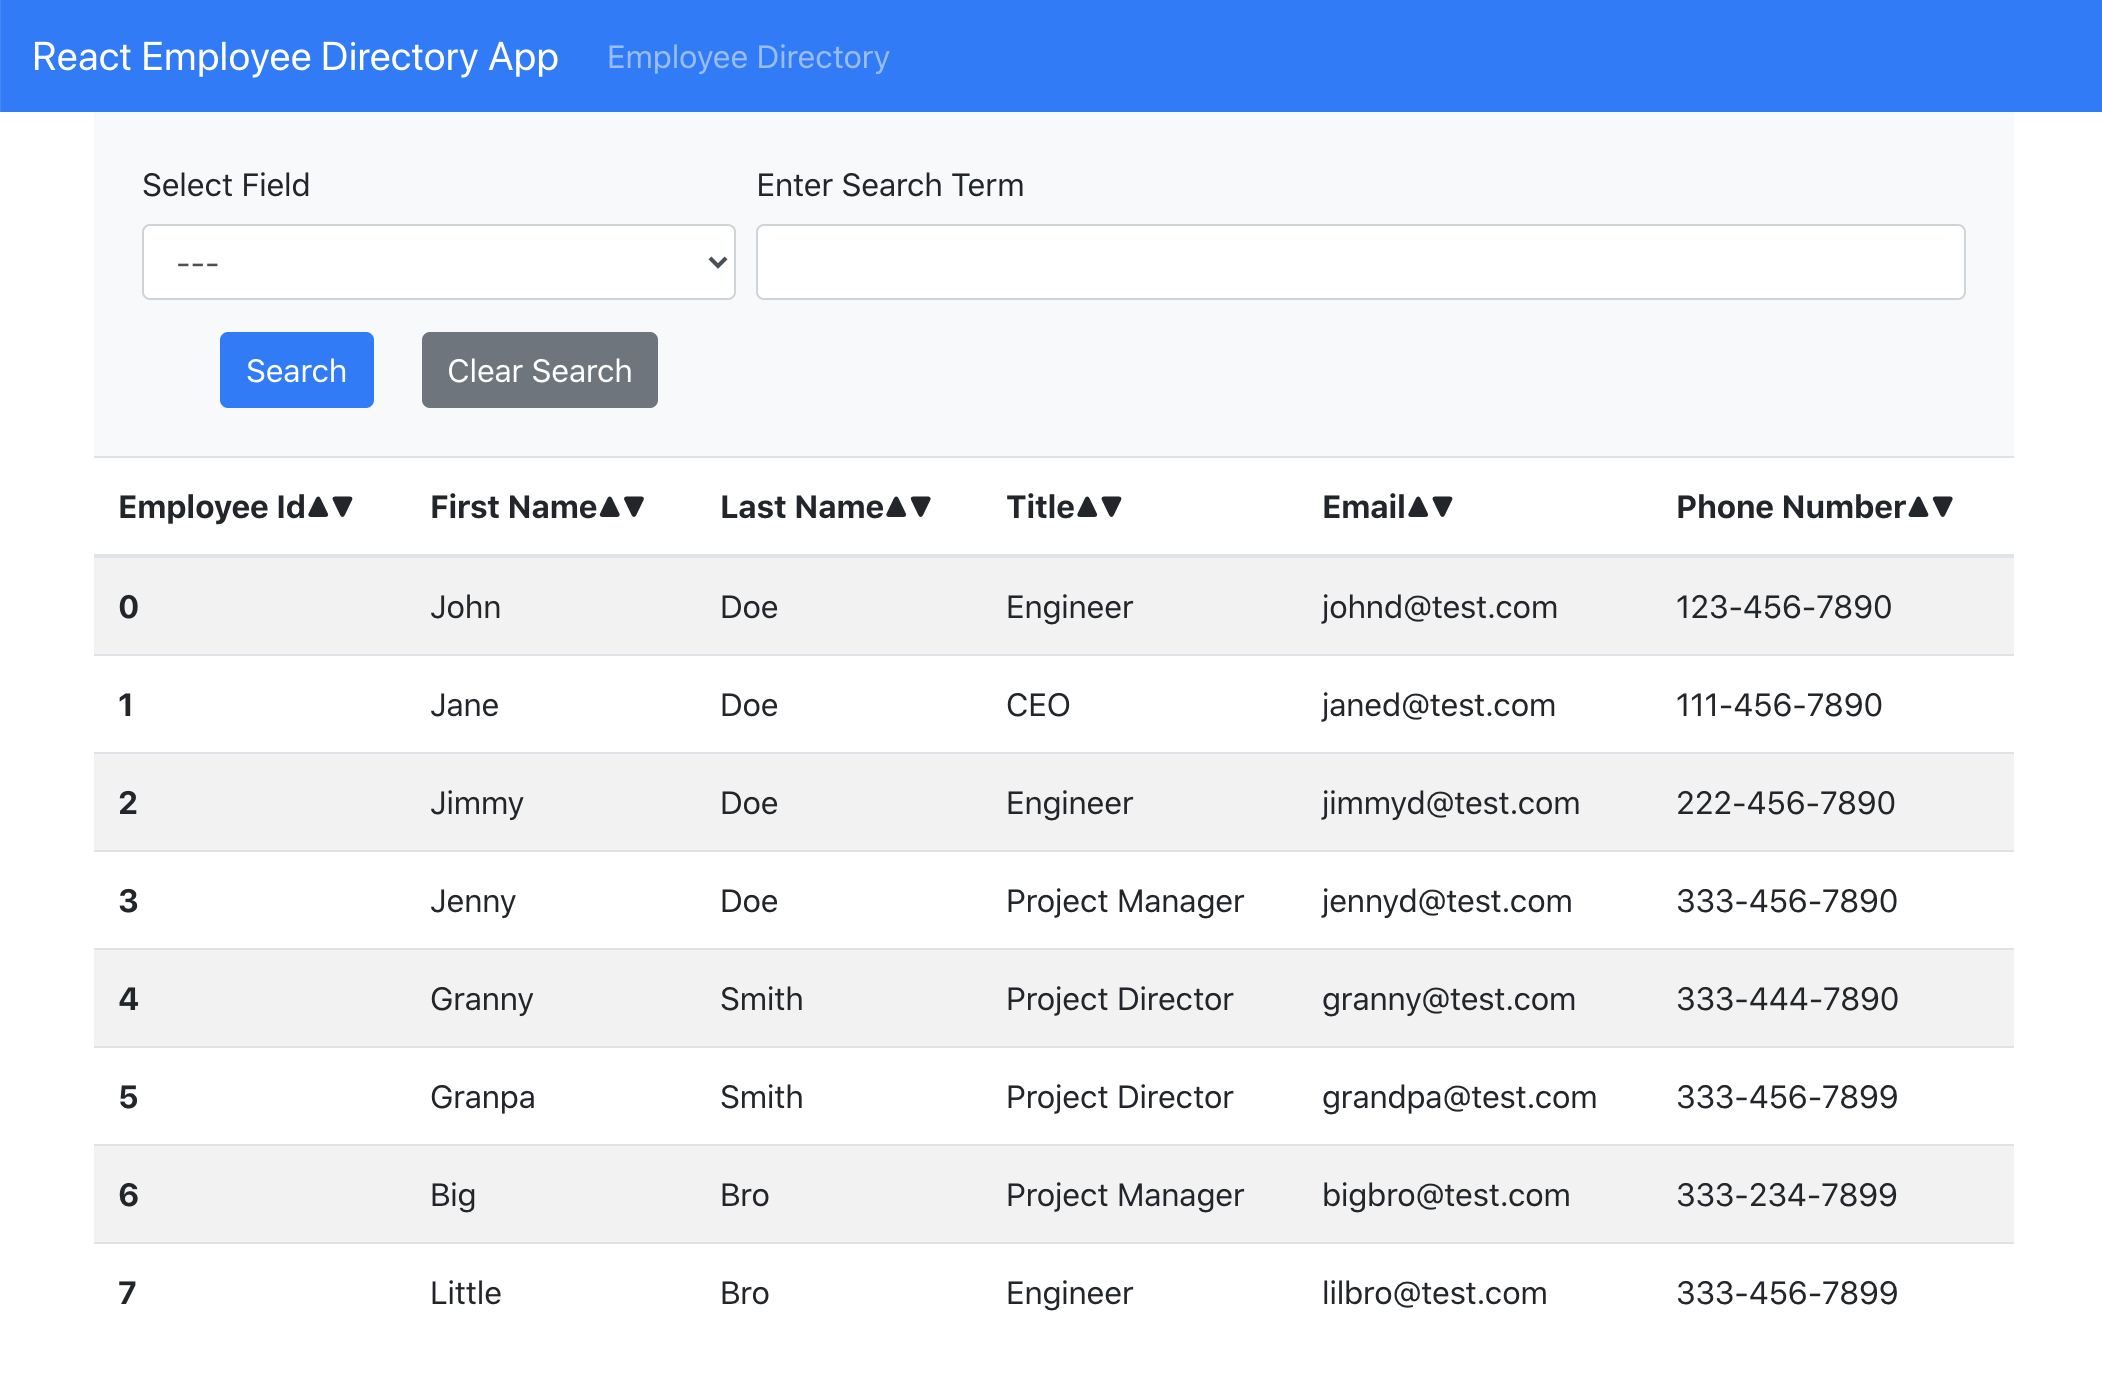 React Employee Directory App Employee Directory
Select Field Enter Search Term
---
Search Clear Search
Employee Id▲▼ First Name▲▼ Last Name▲▼ Title▲▼ Email▲▼ Phone Number▲▼
0 John Doe Engineer johnd@test.com 123-456-7890
1 Jane Doe CEO janed@test.com 111-456-7890
2 Jimmy Doe Engineer jimmyd@test.com 222-456-7890
3 Jenny Doe Project Manager jennyd@test.com 333-456-7890
4 Granny Smith Project Director granny@test.com 333-444-7890
5 Granpa Smith Project Director grandpa@test.com 333-456-7899
6 Big Bro Project Manager bigbro@test.com 333-234-7899
7 Little Bro Engineer lilbro@test.com 333-456-7899